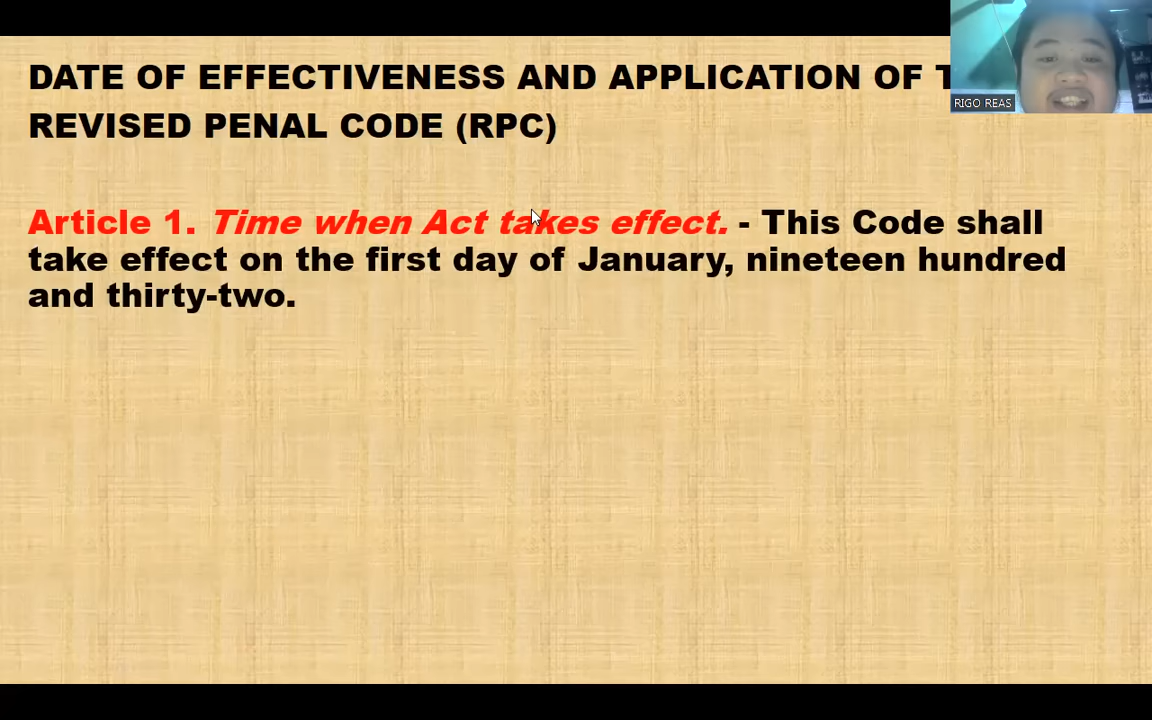 DATE OF EFFECTIVENESS AND APPLICATION OF
REVISED PENAL CODE (RPC)
RIGO REAS
Article 1. Time when Act takes effect. - This Code shall
take effect on the first day of January, nineteen hundred
and thirty-two.